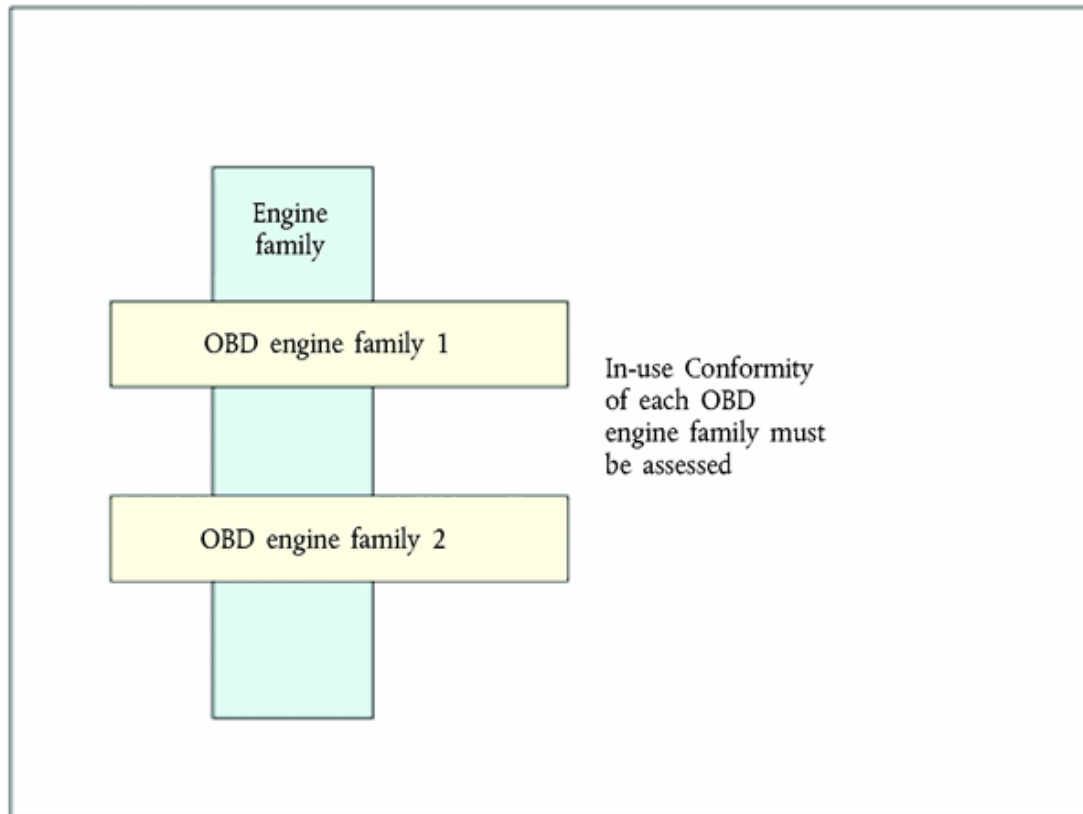 Engine
family
OBD engine family 1
In-use Conformity
of each OBD
engine family must
be assessed
OBD engine family 2